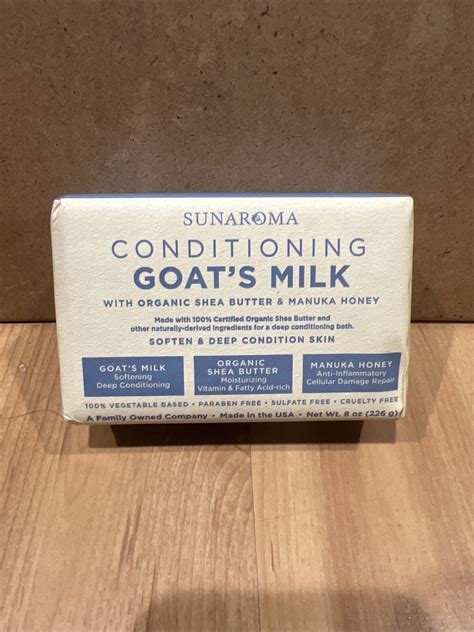 SUNAROMA
CONDITIONING
GOAT'S MILK
WITH ORGANIC SHEA BUTTER & MANUKA HONEY
Made with 100% Certified Organic Shea Butter and
other naturally-derived ingredients for a deep conditioning bath.
SOFTEN & DEEP CONDITION SKIN
GOAT'S MILK
Softening
Deep Conditioning
ORGANIC
SHEA BUTTER
Moisturizing
Vitamin & Fatty Acid-rich
MANUKA HONEY
Anti-Inflammatory
Cellular Damage Repair
100% VEGETABLE BASED • PARABEN FREE • SULFATE FREE • CRUELTY FREE
A Family Owned Company • Made in the USA • Net Wt. 8 oz (226 g)